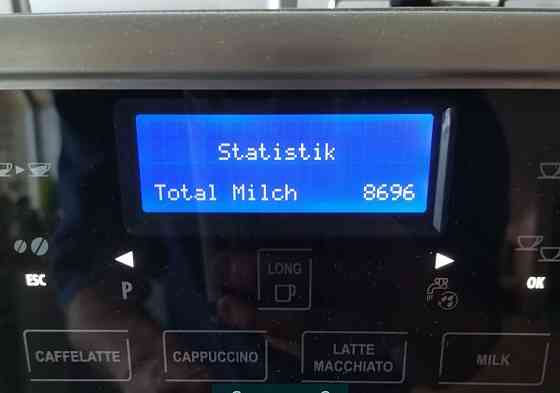 Statistik
Total Milch 8696
ESC
P
LONG
OK
CAFFELATTE
CAPPUCCINO
LATTE
MACCHIATO
MILK